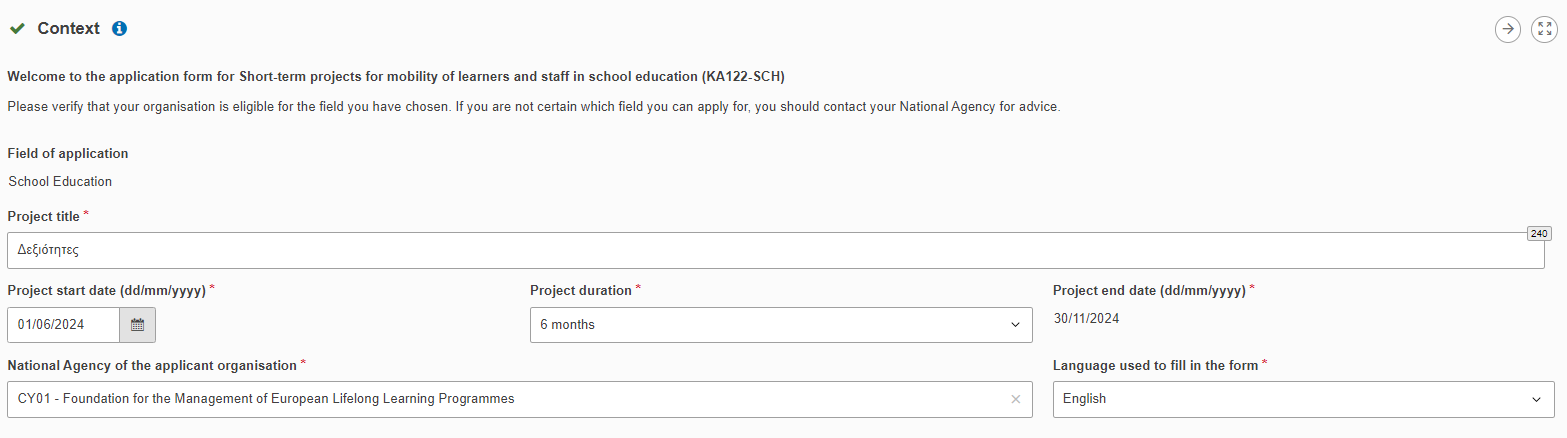 Context
Welcome to the application form for Short-term projects for mobility of learners and staff in school education (KA122-SCH)
Please verify that your organisation is eligible for the field you have chosen. If you are not certain which field you can apply for, you should contact your National Agency for advice.
Field of application
School Education
Project title *
240
Δεξιότητες
Project start date (dd/mm/yyyy) * Project duration * Project end date (dd/mm/yyyy) *
01/06/2024 6 months 30/11/2024
National Agency of the applicant organisation * Language used to fill in the form *
CY01 - Foundation for the Management of European Lifelong Learning Programmes English